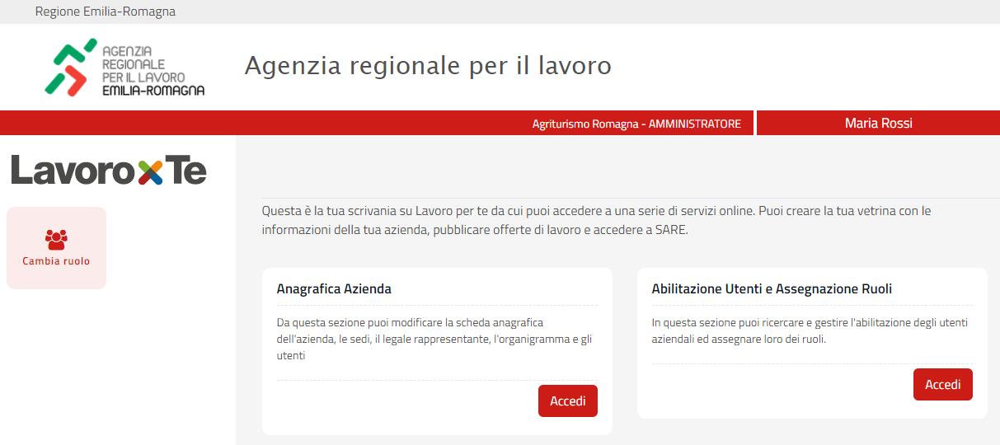 Regione Emilia-Romagna
AGENZIA
REGIONALE
PER IL LAVORO
EMILIA-ROMAGNA
Agenzia regionale per il lavoro
Agriturismo Romagna - AMMINISTRATORE
Maria Rossi
Lavoro x Te
Cambia ruolo
Questa è la tua scrivania su Lavoro per te da cui puoi accedere a una serie di servizi online. Puoi creare la tua vetrina con le
informazioni della tua azienda, pubblicare offerte di lavoro e accedere a SARE.
Anagrafica Azienda
Da questa sezione puoi modificare la scheda anagrafica
dell'azienda, le sedi, il legale rappresentante, l'organigramma e gli
utenti
Accedi
Abilitazione Utenti e Assegnazione Ruoli
In questa sezione puoi ricercare e gestire l'abilitazione degli utenti
aziendali ed assegnare loro dei ruoli.
Accedi